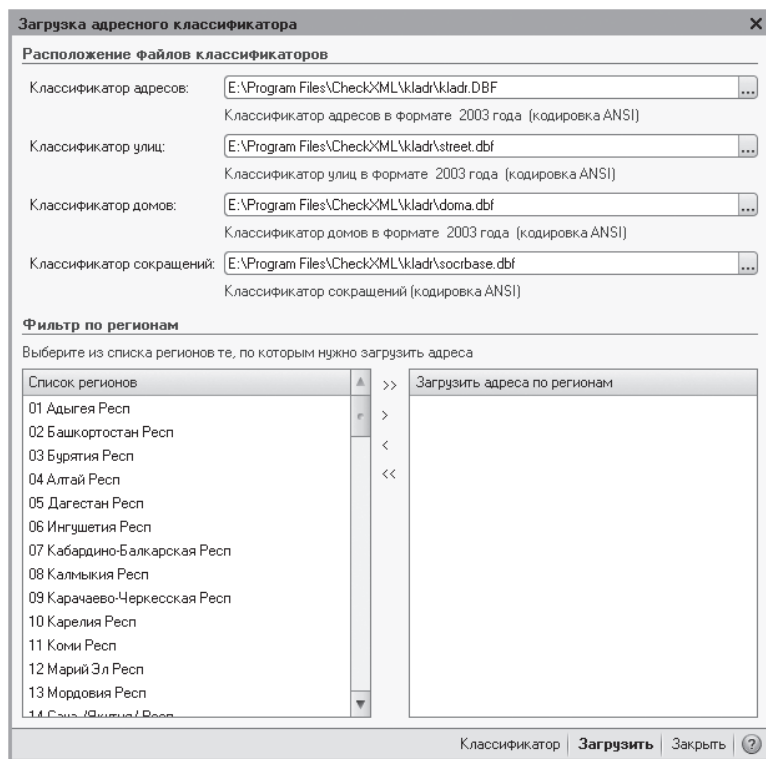 Загрузка адресного классификатора
Расположение файлов классификаторов
Классификатор адресов: E:\Program Files\CheckXML\kladr\kladr.DBF ...
Классификатор адресов в формате 2003 года (кодировка ANSI)
Классификатор улиц: E:\Program Files\CheckXML\kladr\street.dbf ...
Классификатор улиц в формате 2003 года (кодировка ANSI)
Классификатор домов: E:\Program Files\CheckXML\kladr\doma.dbf ...
Классификатор домов в формате 2003 года (кодировка ANSI)
Классификатор сокращений: E:\Program Files\CheckXML\kladr\socrbase.dbf ...
Классификатор сокращений (кодировка ANSI)
Фильтр по регионам
Выберите из списка регионов те, по которым нужно загрузить адреса
Список регионов
01 Адыгея Респ
02 Башкортостан Респ
03 Бурятия Респ
04 Алтай Респ
05 Дагестан Респ
06 Ингушетия Респ
07 Кабардино-Балкарская Респ
08 Калмыкия Респ
09 Карачаево-Черкесская Респ
10 Карелия Респ
11 Коми Респ
12 Марий Эл Респ
13 Мордовия Респ
14 Саха /Якутия/ Респ
>>
>
<
<<
Загрузить адреса по регионам
Классификатор Загрузить Закрыть ?